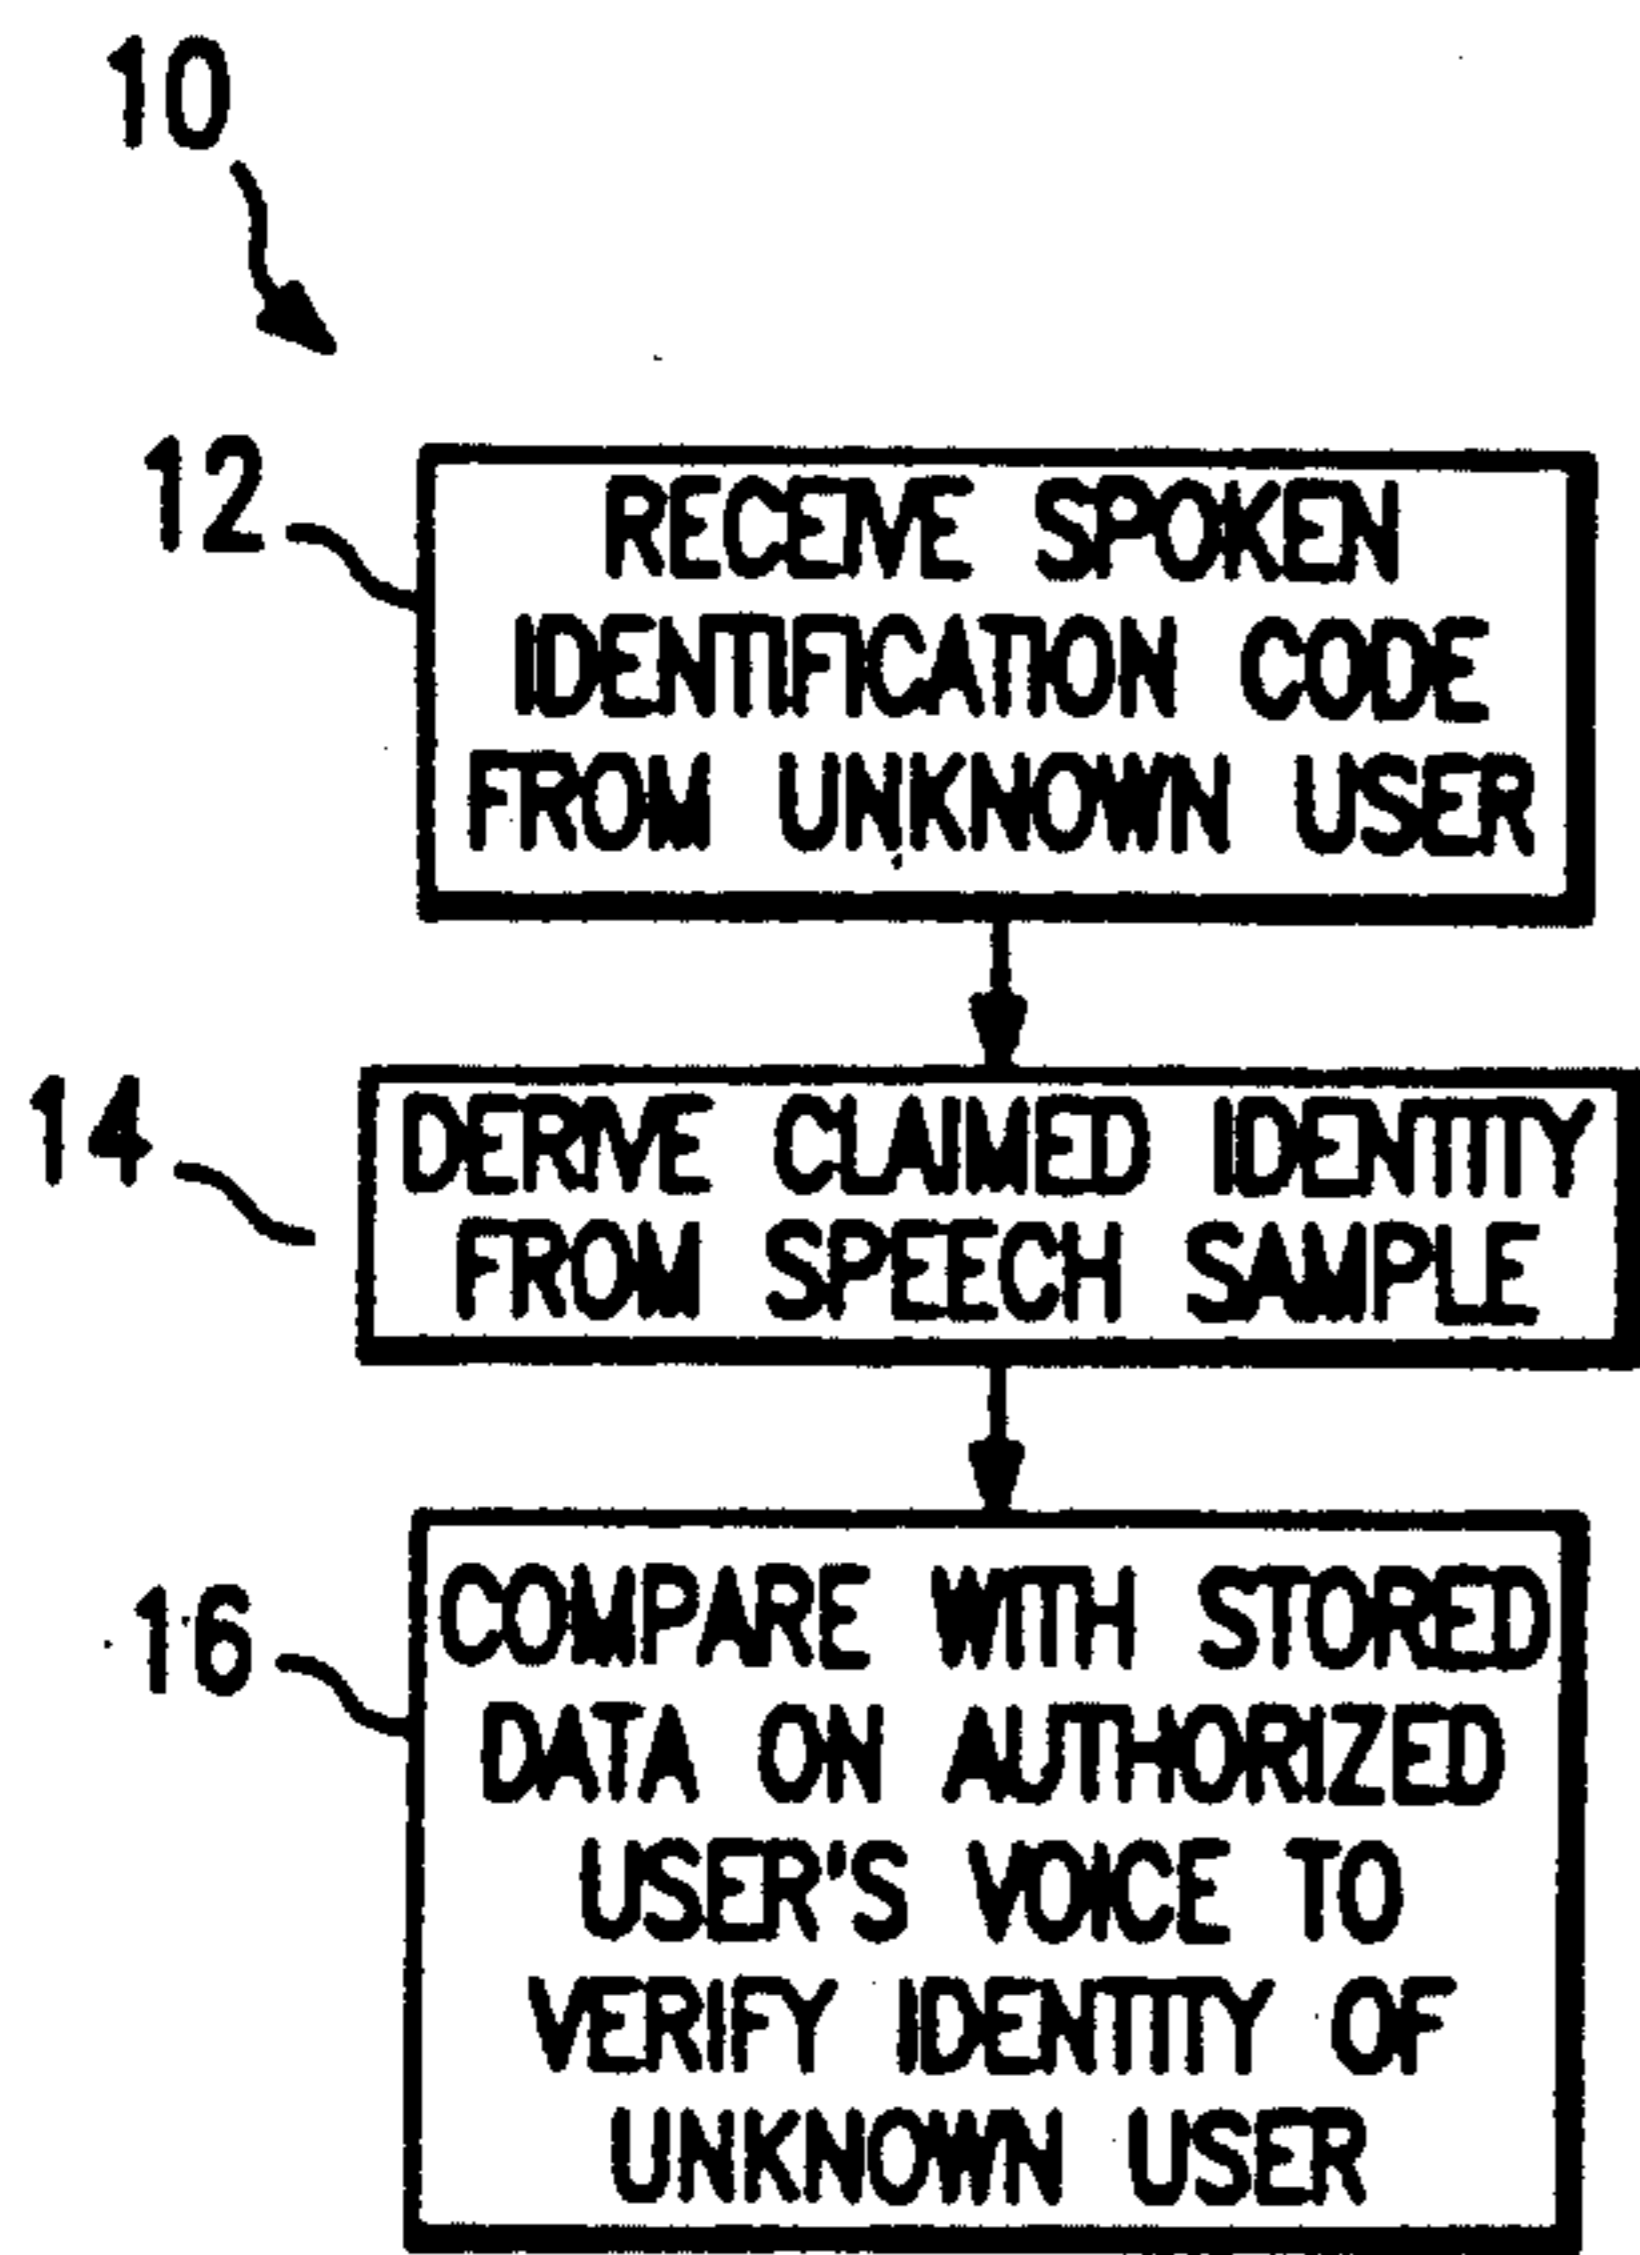 10
12
RECEIVE SPOKEN
IDENTIFICATION CODE
FROM UNKNOWN USER
14
DERIVE CLAIMED IDENTITY
FROM SPEECH SAMPLE
16
COMPARE WITH STORED
DATA ON AUTHORIZED
USER'S VOICE TO
VERIFY IDENTITY OF
UNKNOWN USER